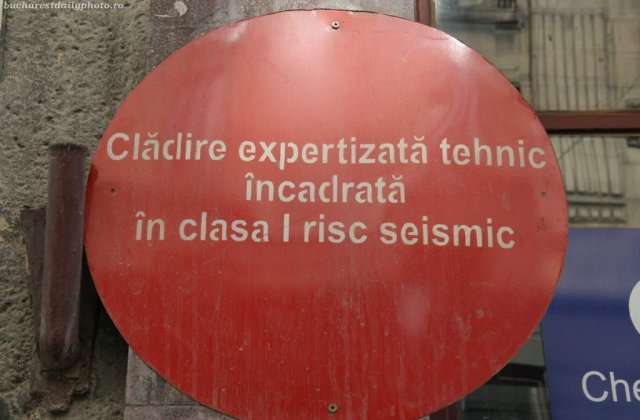 bucharestdailyphoto.ro
Clădire expertizată tehnic
încadrată
în clasa I risc seismic
Che